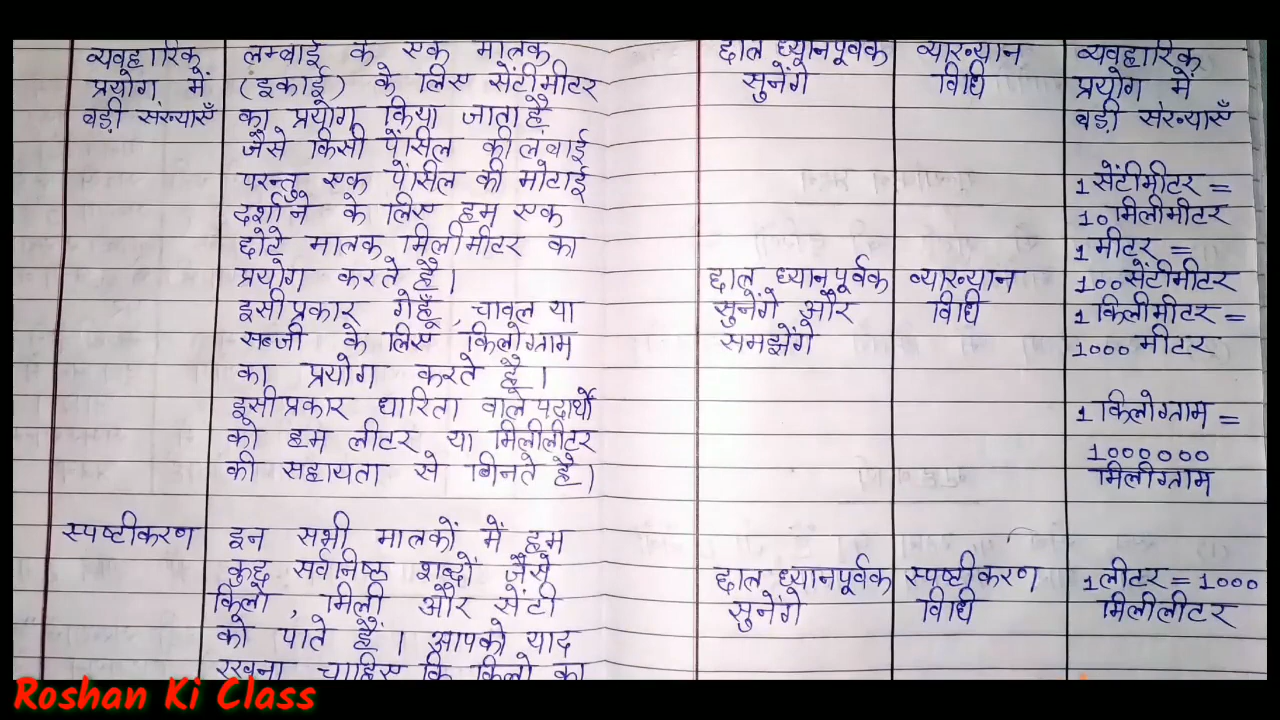 व्यवहारिक
प्रयोग में
बड़ी संख्याएँ
लम्बाई के एक मात्रक
(इकाई) के लिए सेंटीमीटर
का प्रयोग किया जाता है
जैसे किसी पेंसिल की लंबाई
परन्तु एक पेंसिल की मोटाई
दर्शाने के लिए हम एक
छोटे मात्रक मिलीमीटर का
प्रयोग करते है।
इसी प्रकार गेहूँ, चावल या
सब्जी के लिए किलोग्राम
का प्रयोग करते है।
इसी प्रकार धारिता वाले पदार्थो
को हम लीटर या मिलीलीटर
की सहायता से गिनते है।
छात्र ध्यानपूर्वक
सुनेंगे
व्याख्यान
विधि
व्यवहारिक
प्रयोग में
बड़ी संख्याएँ
1 सेंटीमीटर =
10 मिलीमीटर
1 मीटर =
100 सेंटीमीटर
1 किलीमीटर =
1000 मीटर
छात्र ध्यानपूर्वक
सुनेंगे और
समझेंगे
व्याख्यान
विधि
1 किलोग्राम =
1000000
मिलीग्राम
स्पष्टीकरण
इन सभी मात्रकों में हम
कुछ सर्वनिष्ठ शब्दों जैसे
किलो, मिली और सेंटी
को पाते हैं। आपको याद
रखना चाहिए कि किलो का
छात्र ध्यानपूर्वक
सुनेंगे
स्पष्टीकरण
विधि
1 लीटर = 1000
मिलीलीटर
Roshan Ki Class